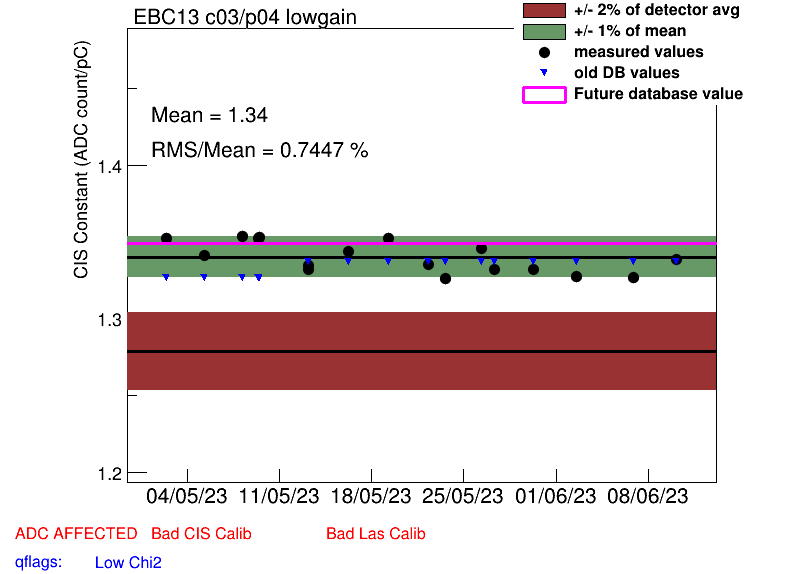 EBC13 c03/p04 lowgain
+/- 2% of detector avg
+/- 1% of mean
measured values
old DB values
Future database value
Mean = 1.34
RMS/Mean = 0.7447 %
CIS Constant (ADC count/pC)
1.4
1.3
1.2
04/05/23 11/05/23 18/05/23 25/05/23 01/06/23 08/06/23
ADC AFFECTED Bad CIS Calib Bad Las Calib
qflags: Low Chi2